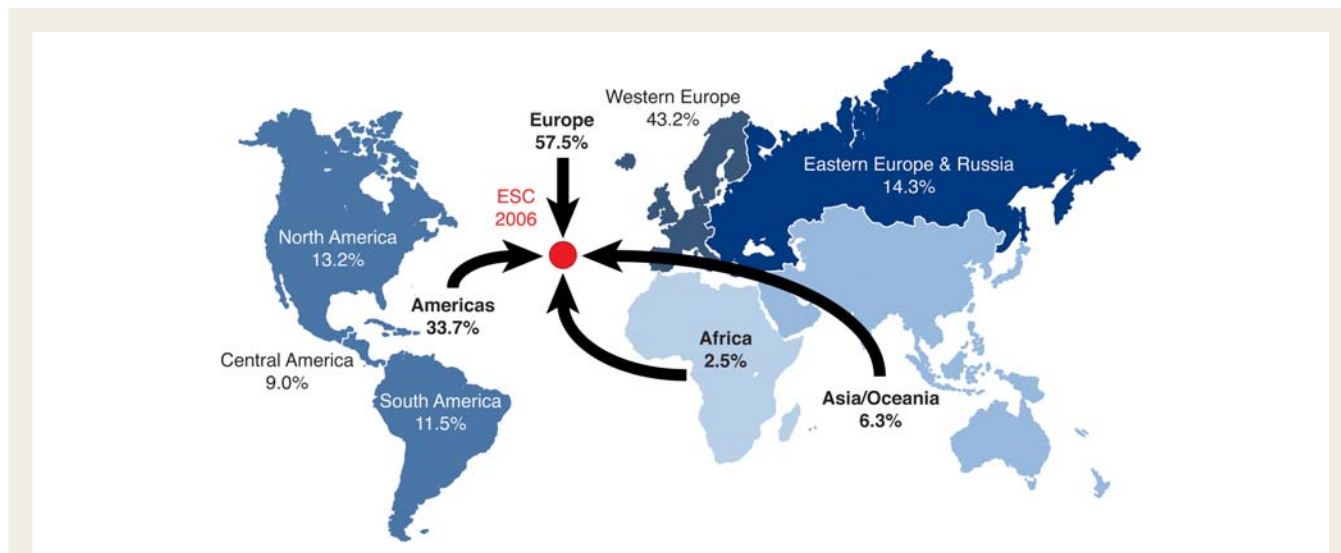 Western Europe
43.2%
Europe
57.5%
Eastern Europe & Russia
14.3%
ESC
2006
North America
13.2%
Americas
33.7%
Africa
2.5%
Central America
9.0%
South America
11.5%
Asia/Oceania
6.3%